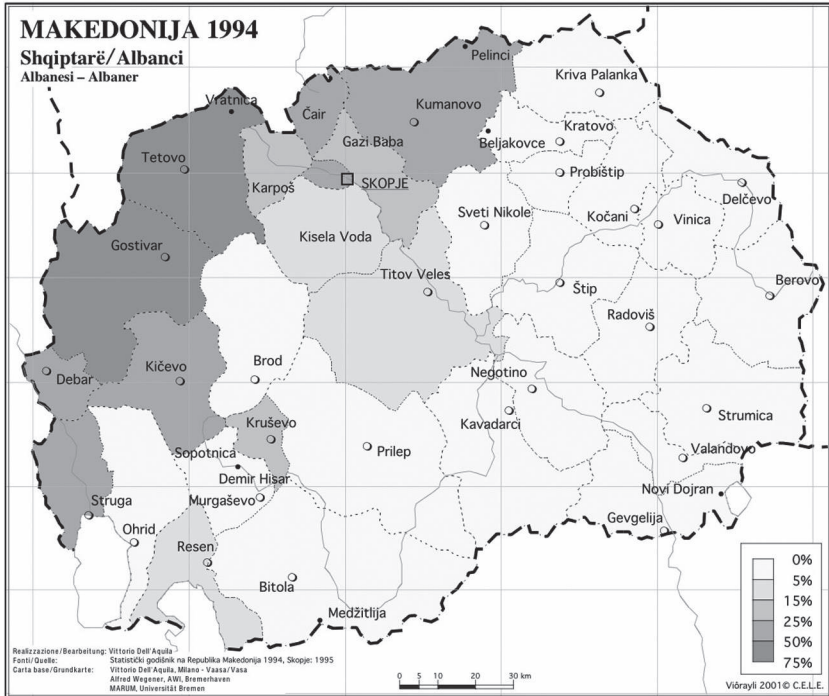 MAKEDONIJA 1994
Shqiptarë/Albanci
Albanesi – Albaner
Pelinci
Kriva Palanka
Vratnica
Čair
Kumanovo
Kratovo
Gazi Baba
Beljakovce
Tetovo
Probištip
Karpoš
SKOPJE
Delčevo
Sveti Nikole
Kočani
Vinica
Kisela Voda
Gostivar
Titov Veles
Štip
Berovo
Radoviš
Brod
Kičevo
Debar
Negotino
Strumica
Kavadarci
Kruševo
Prilep
Sopotnica
Valandovo
Demir Hisar
Novi Dojran
Struga
Murgaševo
Gevgelija
Ohrid
Resen
Bitola
Medžitlija
0%
5%
15%
25%
50%
75%
Realizzazione/Bearbeitung: Vittorio Dell'Aquila
Fonti/Quelle: Statistički godišnik na Republika Makedonija 1994, Skopje: 1995
Carta base/Grundkarte: Vittorio Dell'Aquila, Milano - Vaasa/Vasa
Alfred Wegener, AWI, Bremerhaven
MARUM, Universität Bremen
0 5 10 20 30 km
Viôrayli 2001© C.E.L.E.